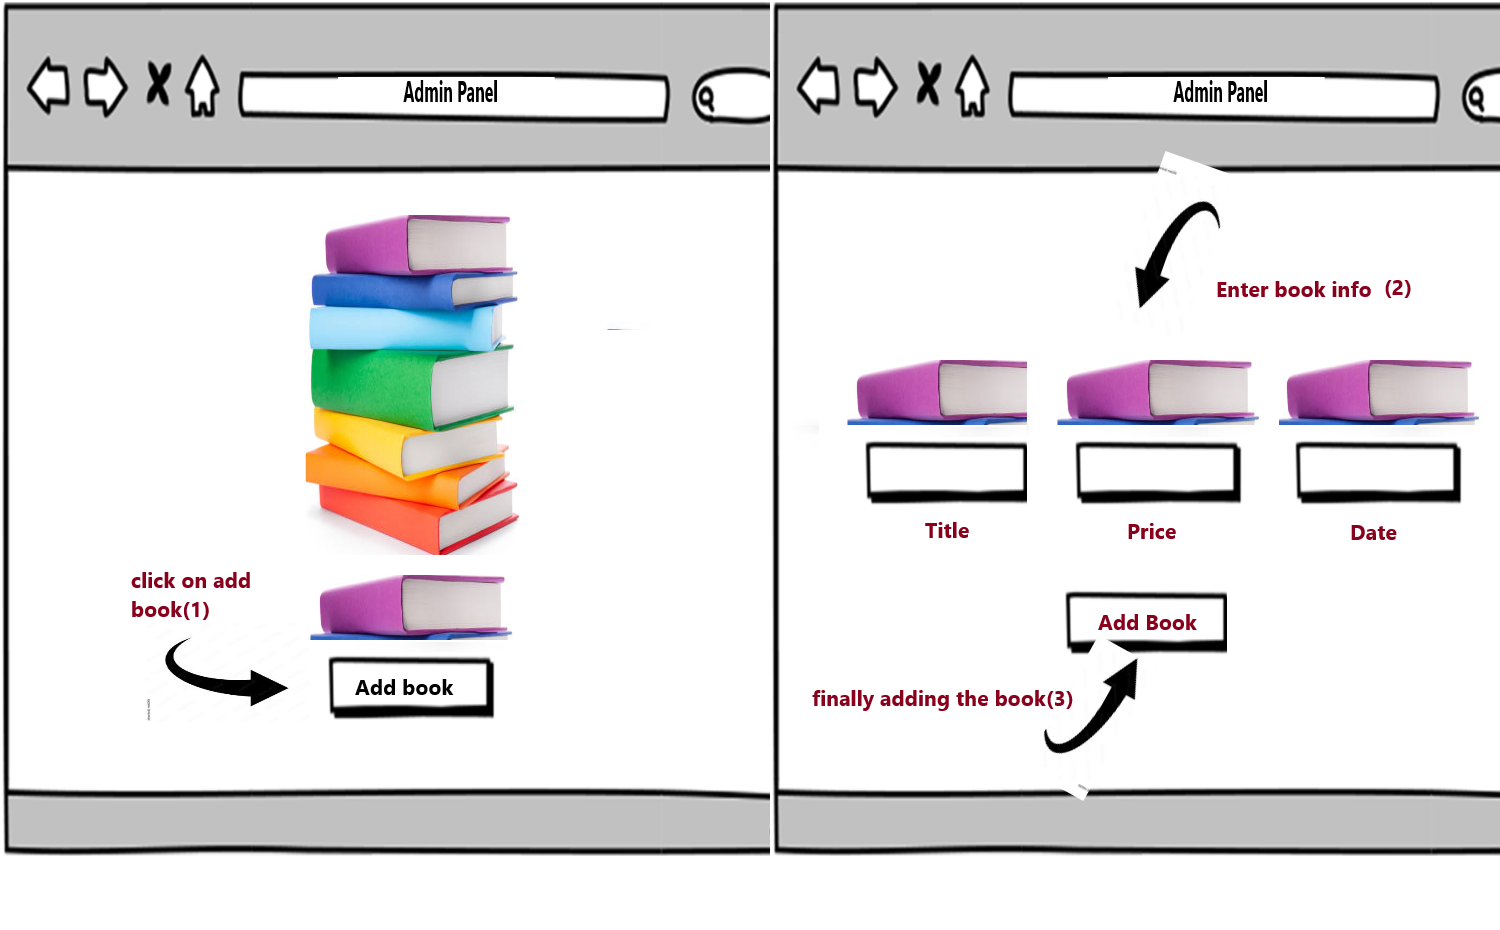 Admin Panel
click on add
book(1)
Add book
Admin Panel
Enter book info (2)
Title
Price
Date
Add Book
finally adding the book(3)